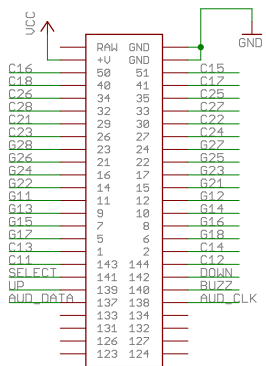 VCC
GND
RAW GND
+V GND
C16 50 51 C15
C18 40 41 C17
C26 34 35 C25
C28 32 33 C27
C21 29 30 C22
C23 26 27 C24
G28 23 24 G27
G26 21 22 G25
G24 16 17 G23
G22 14 15 G21
G11 11 12 G12
G13 9 10 G14
G15 7 8 G16
G17 5 6 G18
C13 1 2 C14
C11 143 144 C12
SELECT 141 142 DOWN
UP 139 140 BUZZ
AUD_DATA 137 138 AUD_CLK
133 134
131 132
126 127
123 124